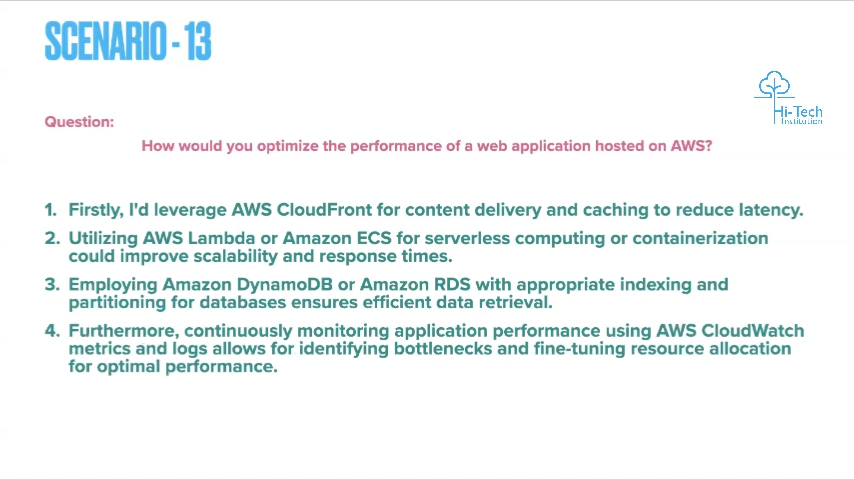 SCENARIO - 13
Hi-Tech
Institution
Question:
How would you optimize the performance of a web application hosted on AWS?
1. Firstly, I'd leverage AWS CloudFront for content delivery and caching to reduce latency.
2. Utilizing AWS Lambda or Amazon ECS for serverless computing or containerization
could improve scalability and response times.
3. Employing Amazon DynamoDB or Amazon RDS with appropriate indexing and
partitioning for databases ensures efficient data retrieval.
4. Furthermore, continuously monitoring application performance using AWS CloudWatch
metrics and logs allows for identifying bottlenecks and fine-tuning resource allocation
for optimal performance.